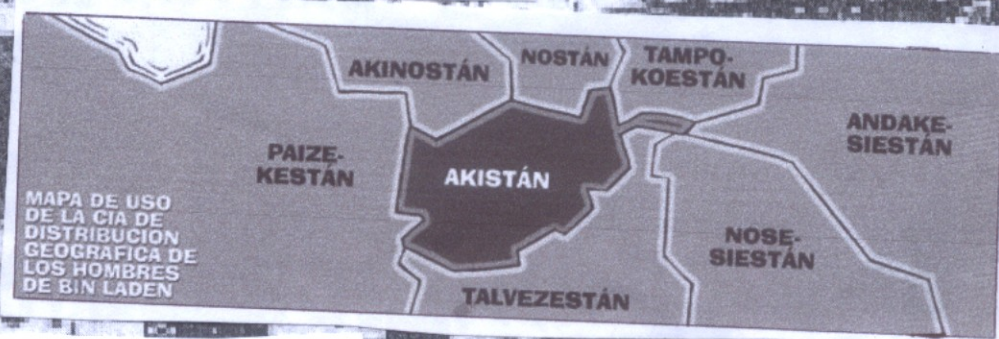 AKINOSTÁN
NOSTÁN
TAMPO-
KOESTÁN
ANDAKE-
SIESTÁN
PAIZE-
KESTÁN
AKISTÁN
MAPA DE USO
DE LA CIA DE
DISTRIBUCION
GEOGRAFICA DE
LOS HOMBRES
DE BIN LADEN
NOSE-
SIESTÁN
TALVEZESTÁN